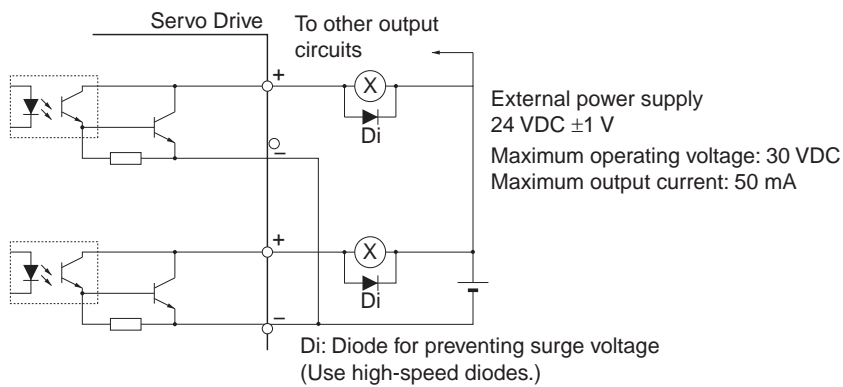 Servo Drive
To other output
circuits
+
X
Di
−
External power supply
24 VDC ±1 V
Maximum operating voltage: 30 VDC
Maximum output current: 50 mA
+
X
Di
−
Di: Diode for preventing surge voltage
(Use high-speed diodes.)